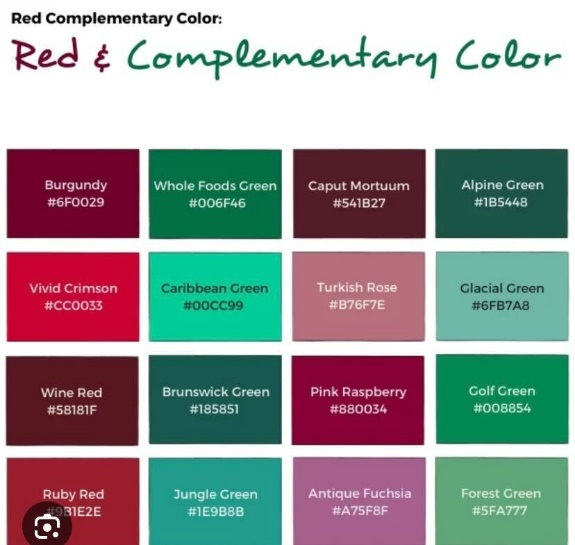 Red Complementary Color:
Red & Complementary Color
Burgundy
#6F0029
Whole Foods Green
#006F46
Caput Mortuum
#541B27
Alpine Green
#1B5448
Vivid Crimson
#CC0033
Caribbean Green
#00CC99
Turkish Rose
#B76F7E
Glacial Green
#6FB7A8
Wine Red
#58181F
Brunswick Green
#185851
Pink Raspberry
#880034
Golf Green
#008854
Ruby Red
#9B1E2E
Jungle Green
#1E9B8B
Antique Fuchsia
#A75F8F
Forest Green
#5FA777